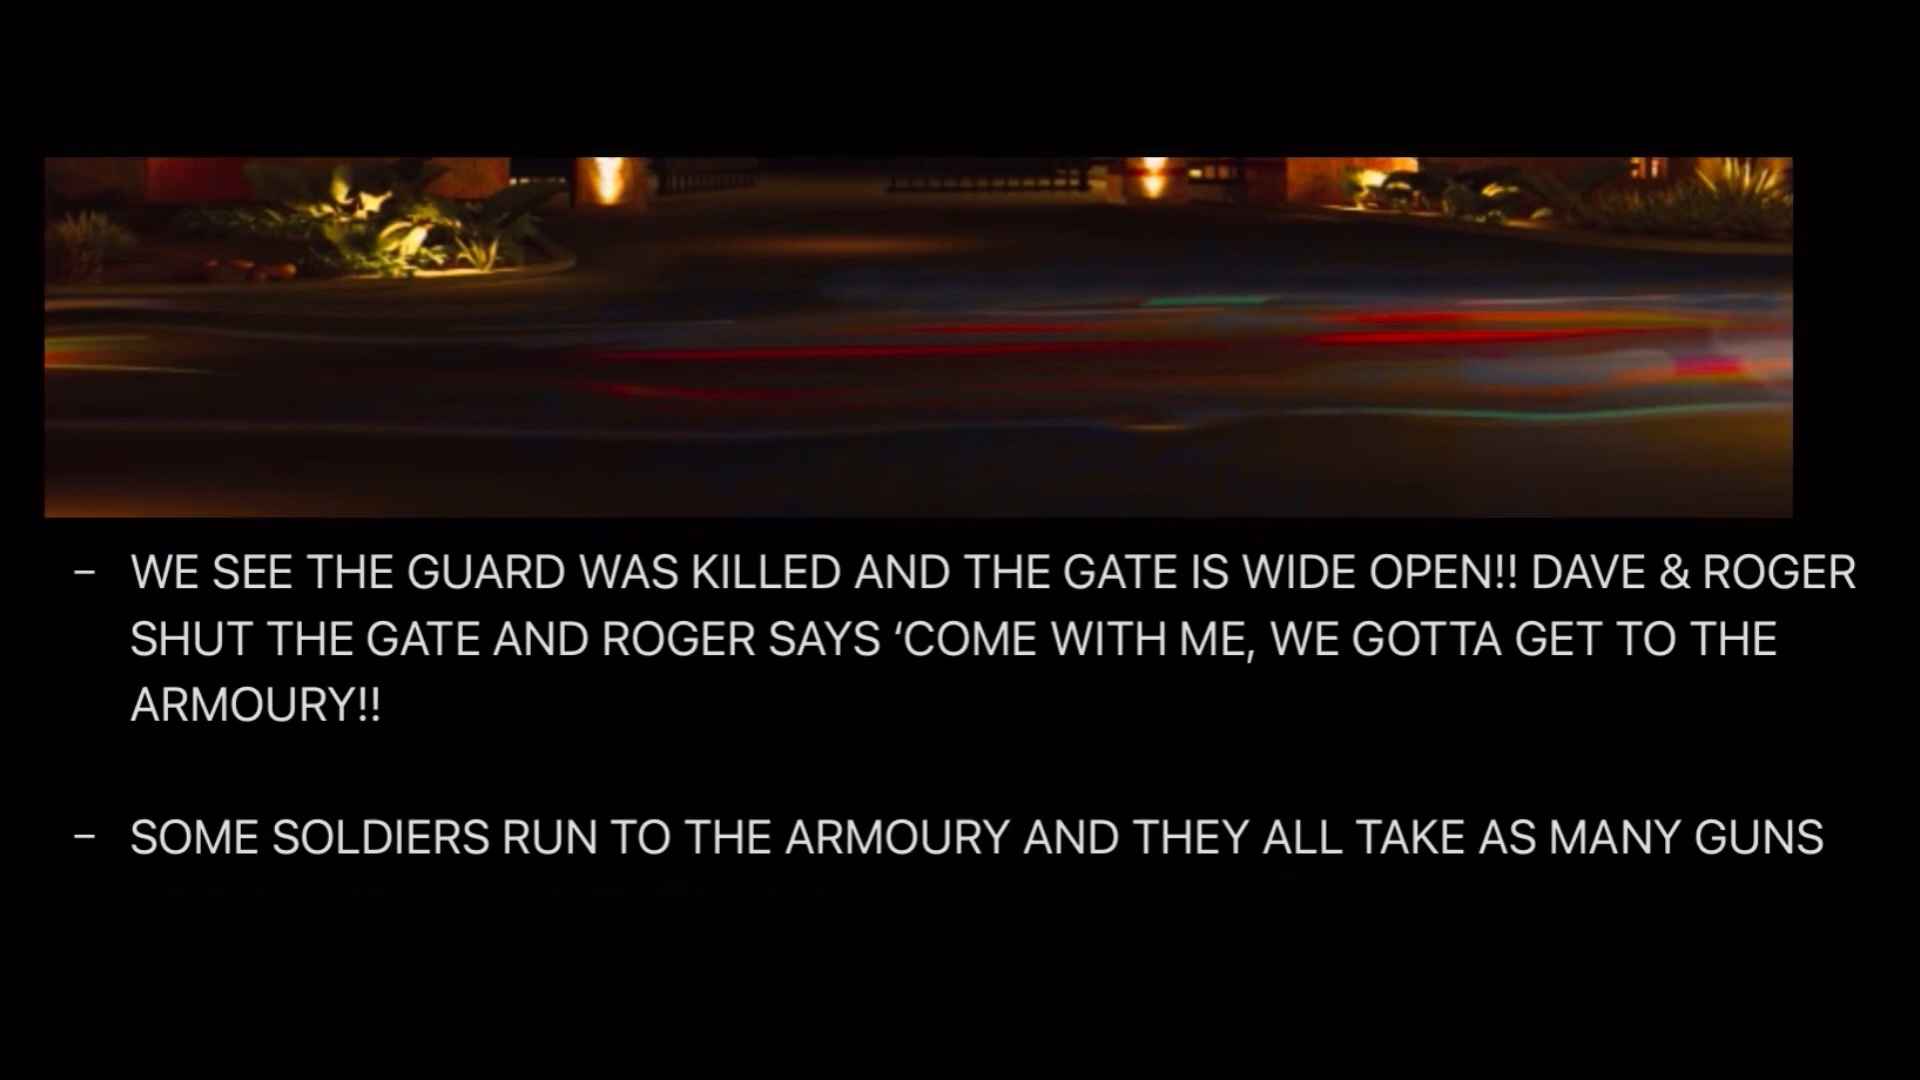 – WE SEE THE GUARD WAS KILLED AND THE GATE IS WIDE OPEN!! DAVE & ROGER
SHUT THE GATE AND ROGER SAYS ‘COME WITH ME, WE GOTTA GET TO THE
ARMOURY!!
– SOME SOLDIERS RUN TO THE ARMOURY AND THEY ALL TAKE AS MANY GUNS